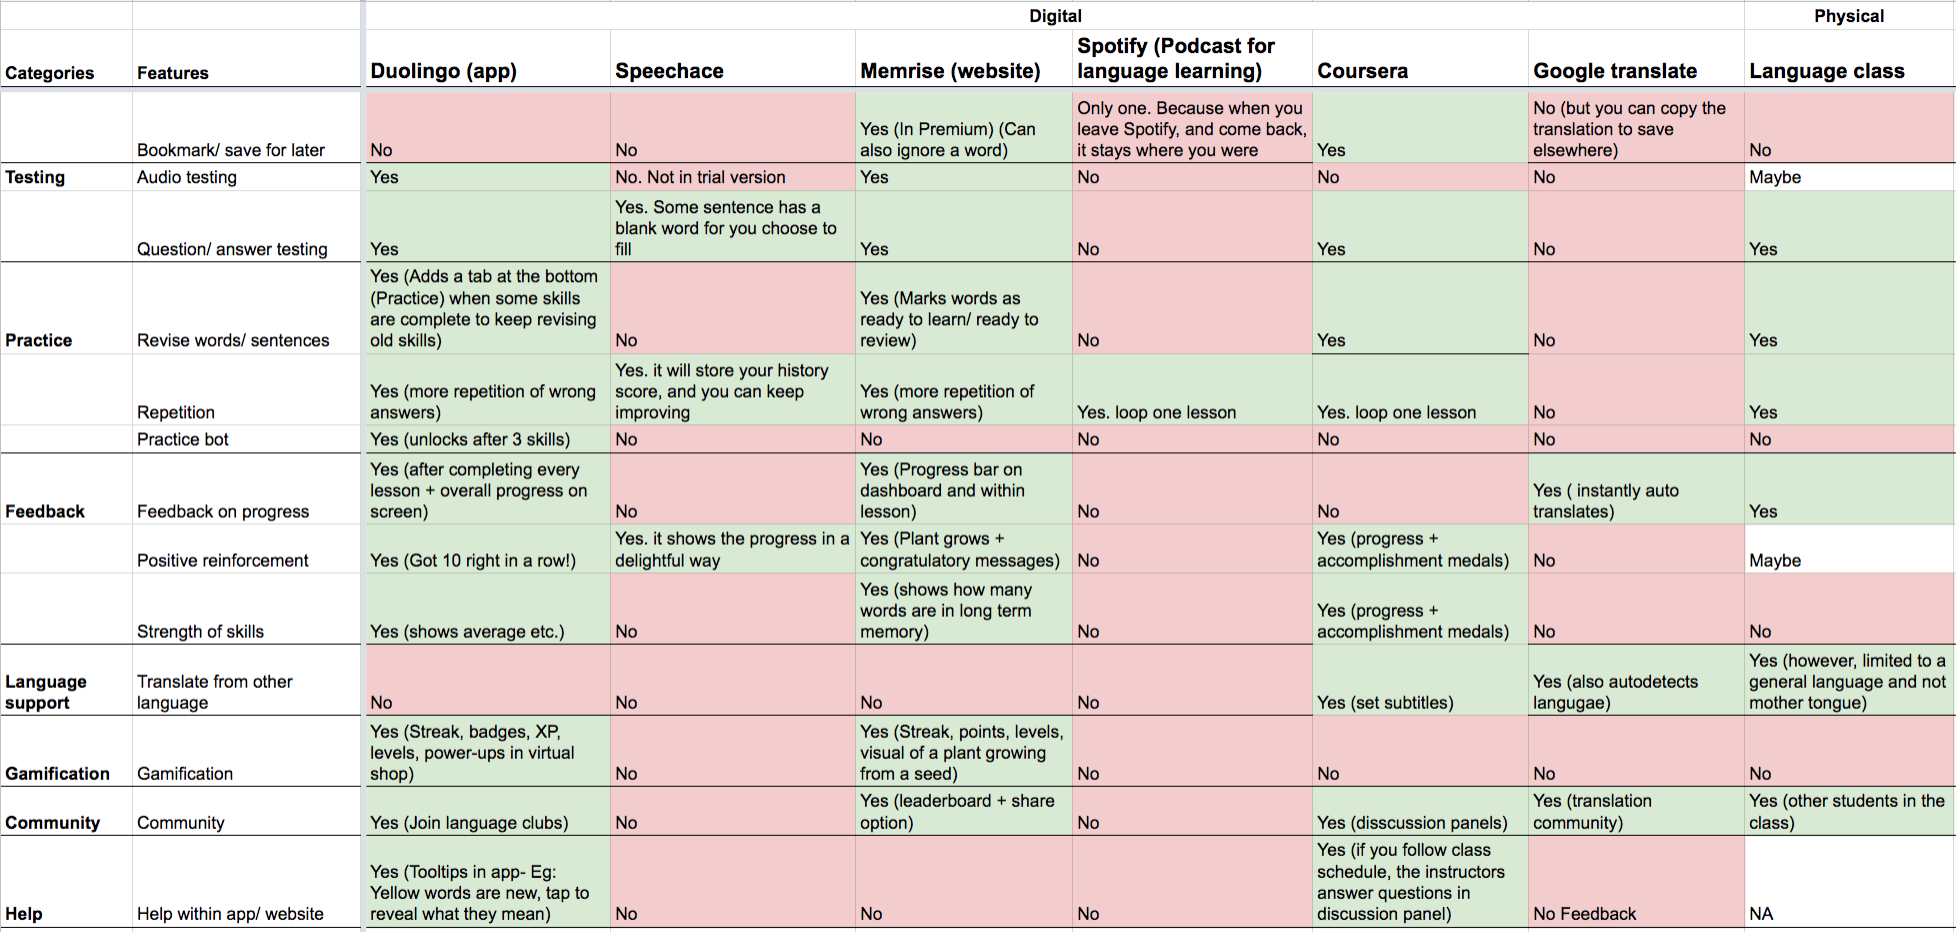 Digital
Physical
Categories
Features
Duolingo (app)
Speechace
Memrise (website)
Spotify (Podcast for
language learning)
Coursera
Google translate
Language class
Bookmark/ save for later
No
No
Yes (In Premium) (Can
also ignore a word)
Only one. Because when you
leave Spotify, and come back,
it stays where you were
Yes
No (but you can copy the
translation to save
elsewhere)
No
Testing
Audio testing
Yes
No. Not in trial version
Yes
No
No
No
Maybe
Question/ answer testing
Yes
Yes. Some sentence has a
blank word for you choose to
fill
Yes
No
Yes
No
Yes
Practice
Revise words/ sentences
Yes (Adds a tab at the bottom
(Practice) when some skills
are complete to keep revising
old skills)
No
Yes (Marks words as
ready to learn/ ready to
review)
No
Yes
No
Yes
Repetition
Yes (more repetition of wrong
answers)
Yes. it will store your history
score, and you can keep
improving
Yes (more repetition of
wrong answers)
Yes. loop one lesson
Yes. loop one lesson
No
Yes
Practice bot
Yes (unlocks after 3 skills)
No
No
No
No
No
No
Feedback
Feedback on progress
Yes (after completing every
lesson + overall progress on
screen)
No
Yes (Progress bar on
dashboard and within
lesson)
No
No
Yes ( instantly auto
translates)
Yes
Positive reinforcement
Yes (Got 10 right in a row!)
Yes. it shows the progress in a
delightful way
Yes (Plant grows +
congratulatory messages)
No
Yes (progress +
accomplishment medals)
No
Maybe
Strength of skills
Yes (shows average etc.)
No
Yes (shows how many
words are in long term
memory)
No
Yes (progress +
accomplishment medals)
No
No
Language
support
Translate from other
language
No
No
No
No
Yes (set subtitles)
Yes (also autodetects
langugae)
Yes (however, limited to a
general language and not
mother tongue)
Gamification
Gamification
Yes (Streak, badges, XP,
levels, power-ups in virtual
shop)
No
Yes (Streak, points, levels,
visual of a plant growing
from a seed)
No
No
No
No
Community
Community
Yes (Join language clubs)
No
Yes (leaderboard + share
option)
No
Yes (disscussion panels)
Yes (translation
community)
Yes (other students in the
class)
Help
Help within app/ website
Yes (Tooltips in app- Eg:
Yellow words are new, tap to
reveal what they mean)
No
No
No
Yes (if you follow class
schedule, the instructors
answer questions in
discussion panel)
No Feedback
NA